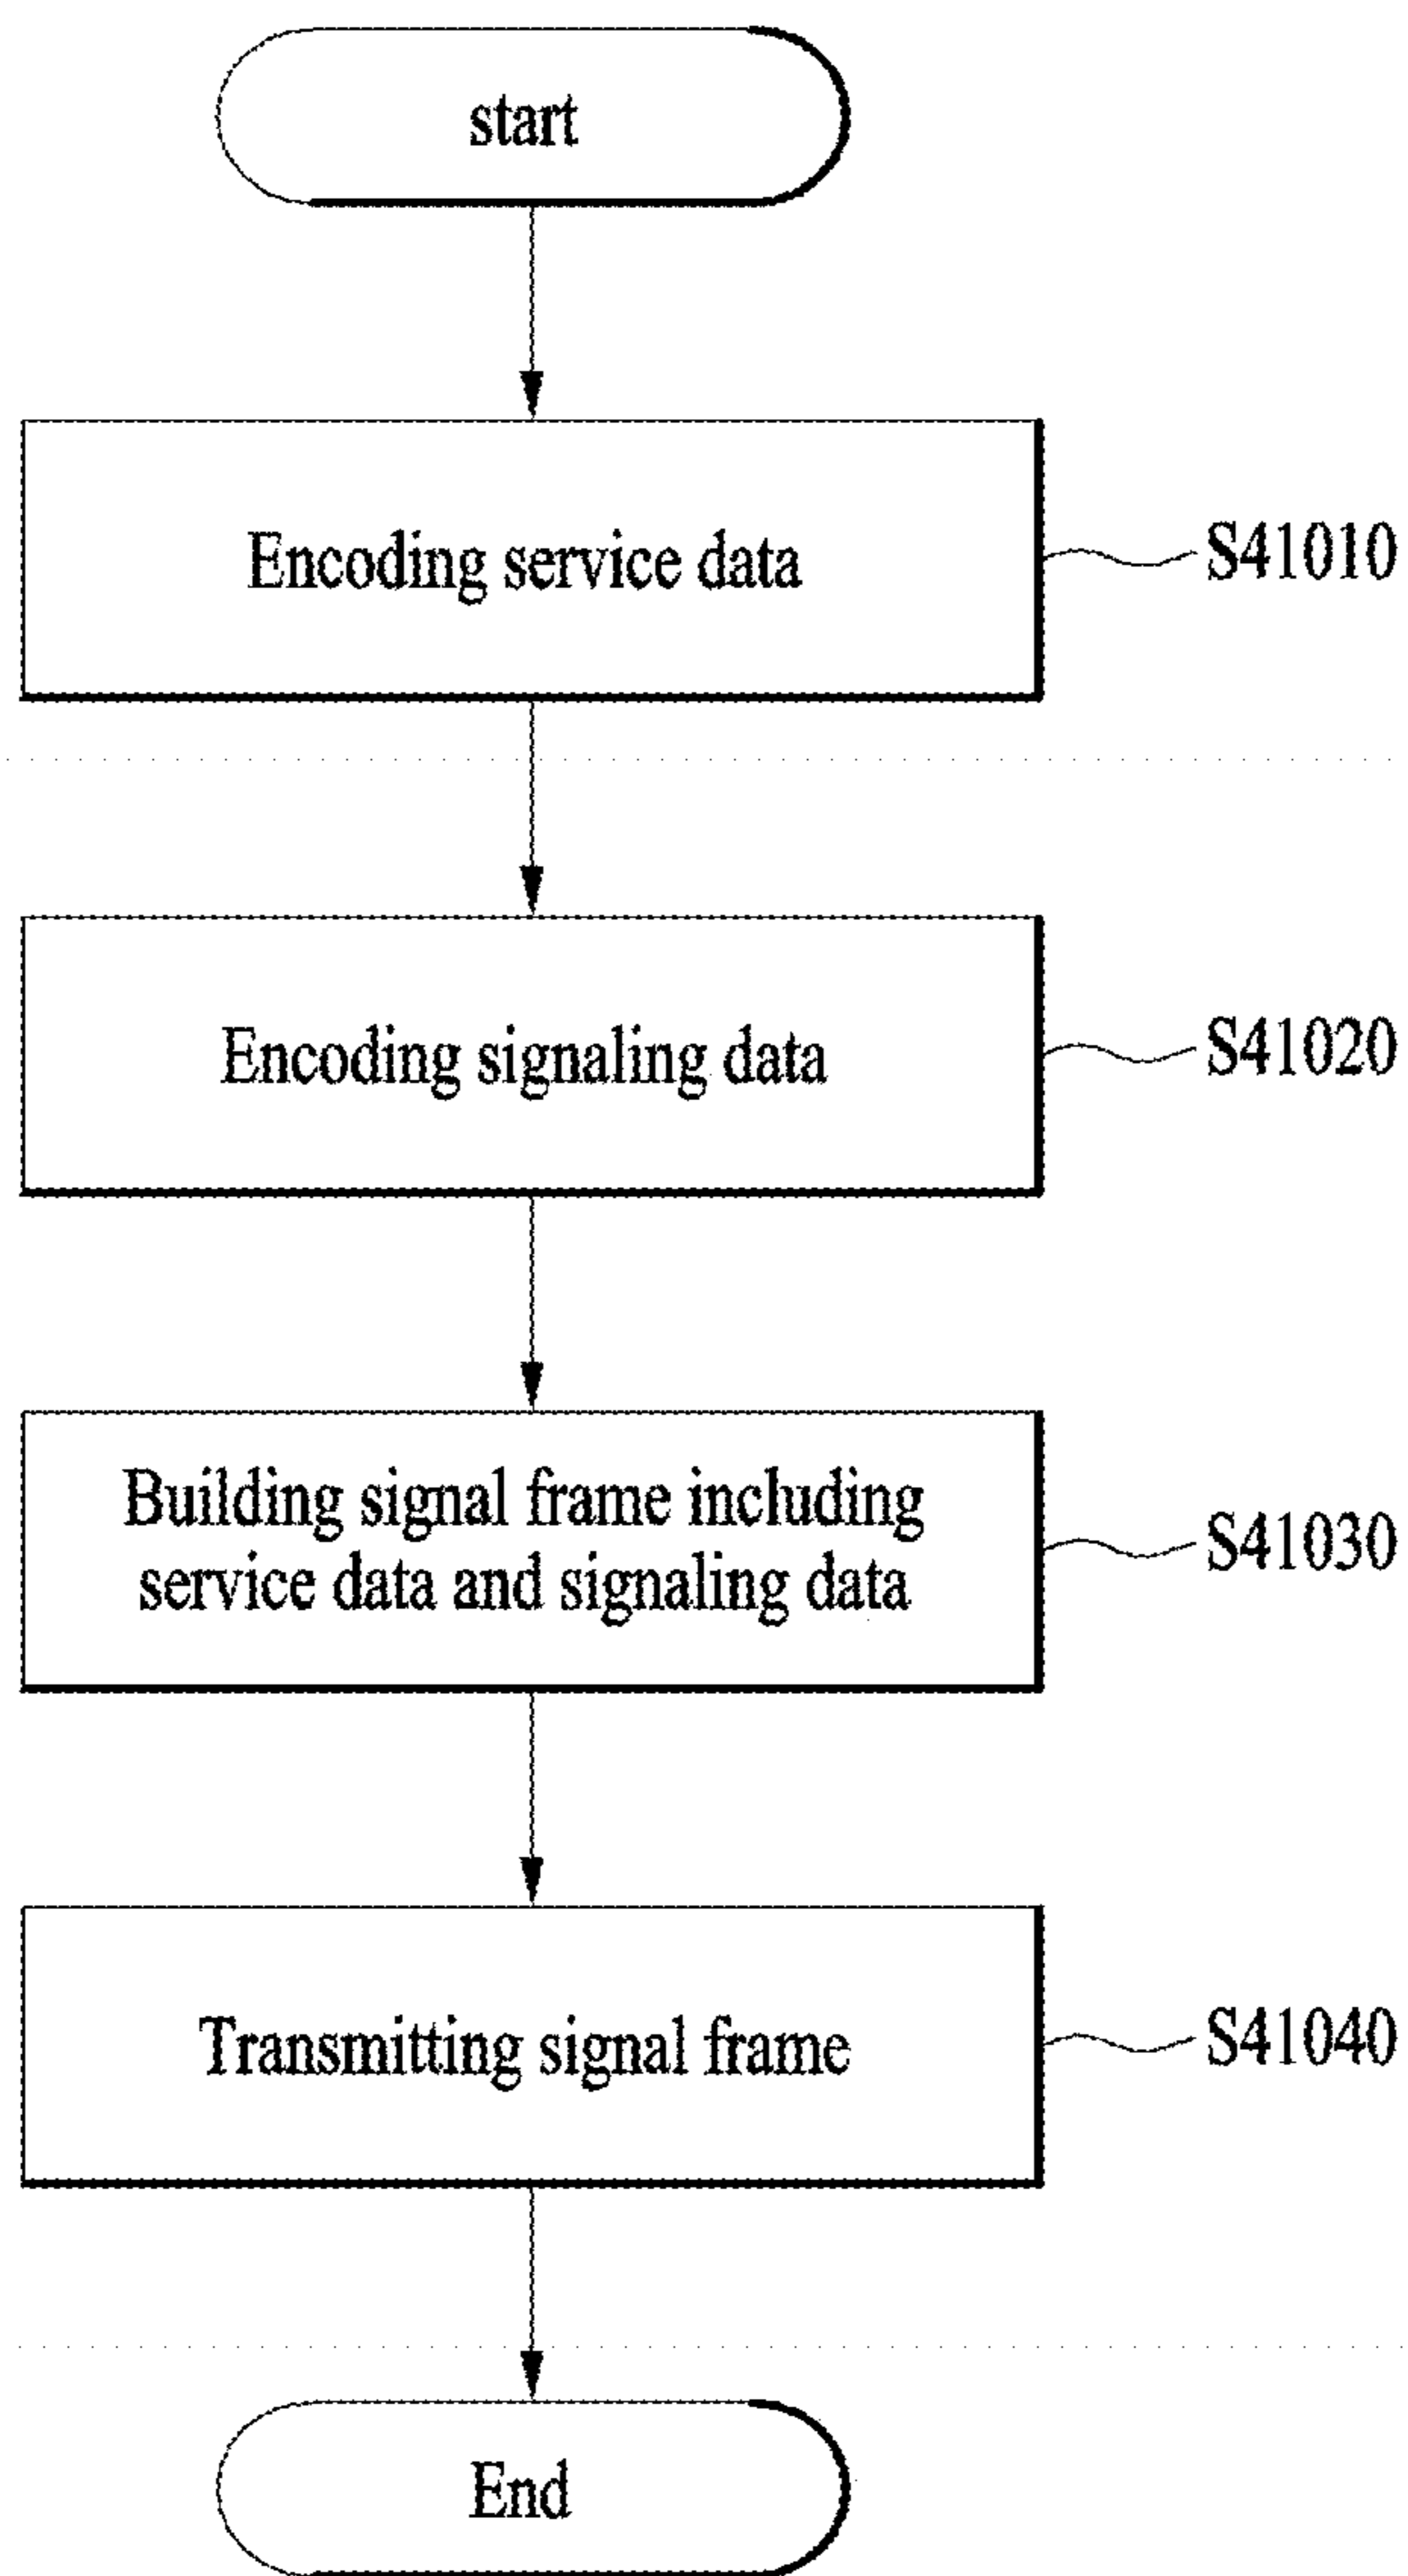 start
Encoding service data
S41010
Encoding signaling data
S41020
Building signal frame including
service data and signaling data
S41030
Transmitting signal frame
S41040
End